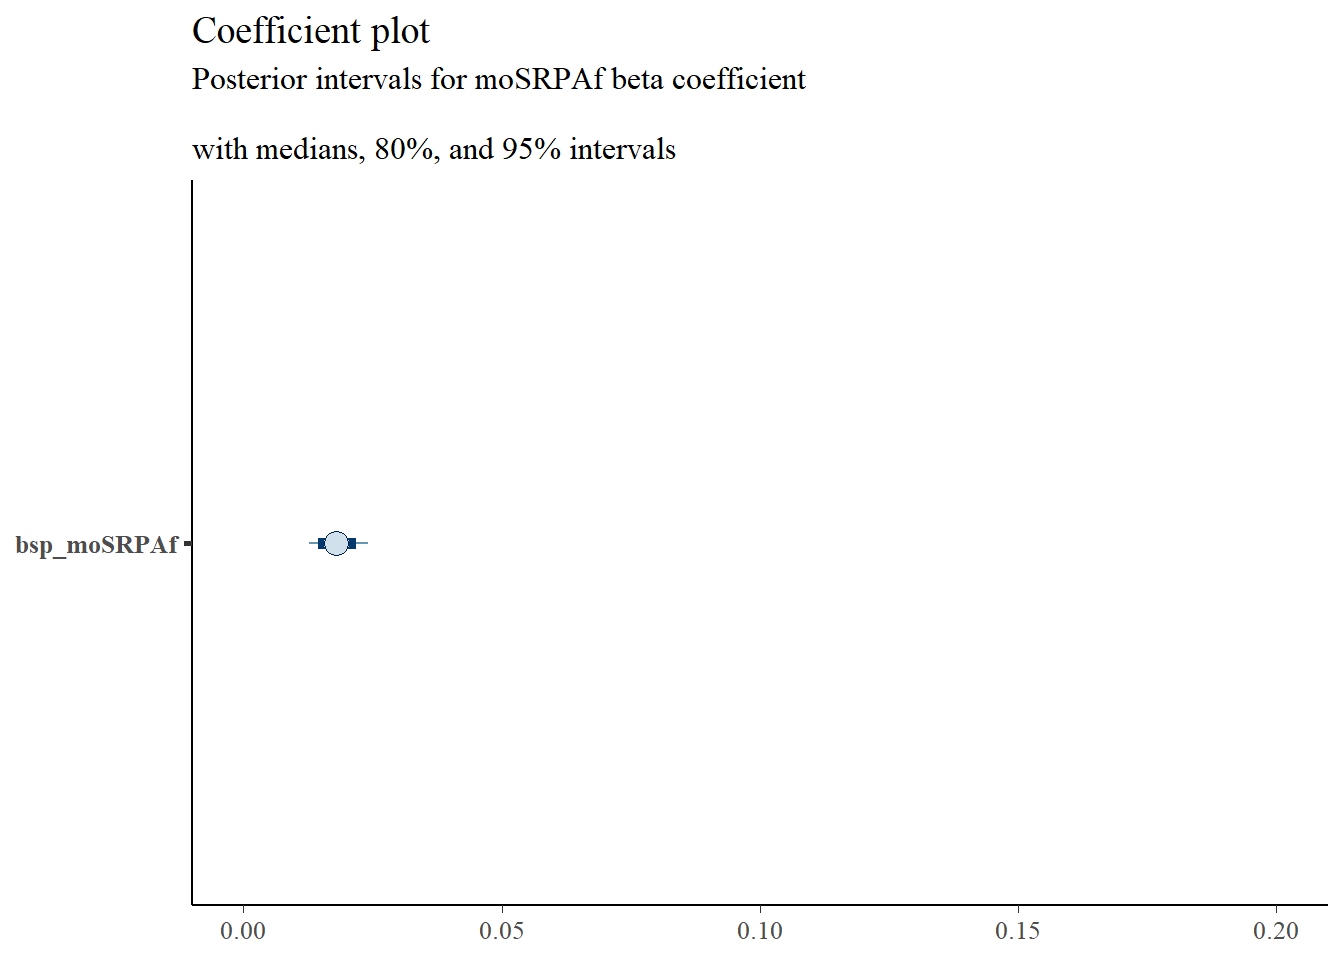 Coefficient plot
Posterior intervals for moSRPAf beta coefficient
with medians, 80%, and 95% intervals
bsp_moSRPAf
0.00 0.05 0.10 0.15 0.20